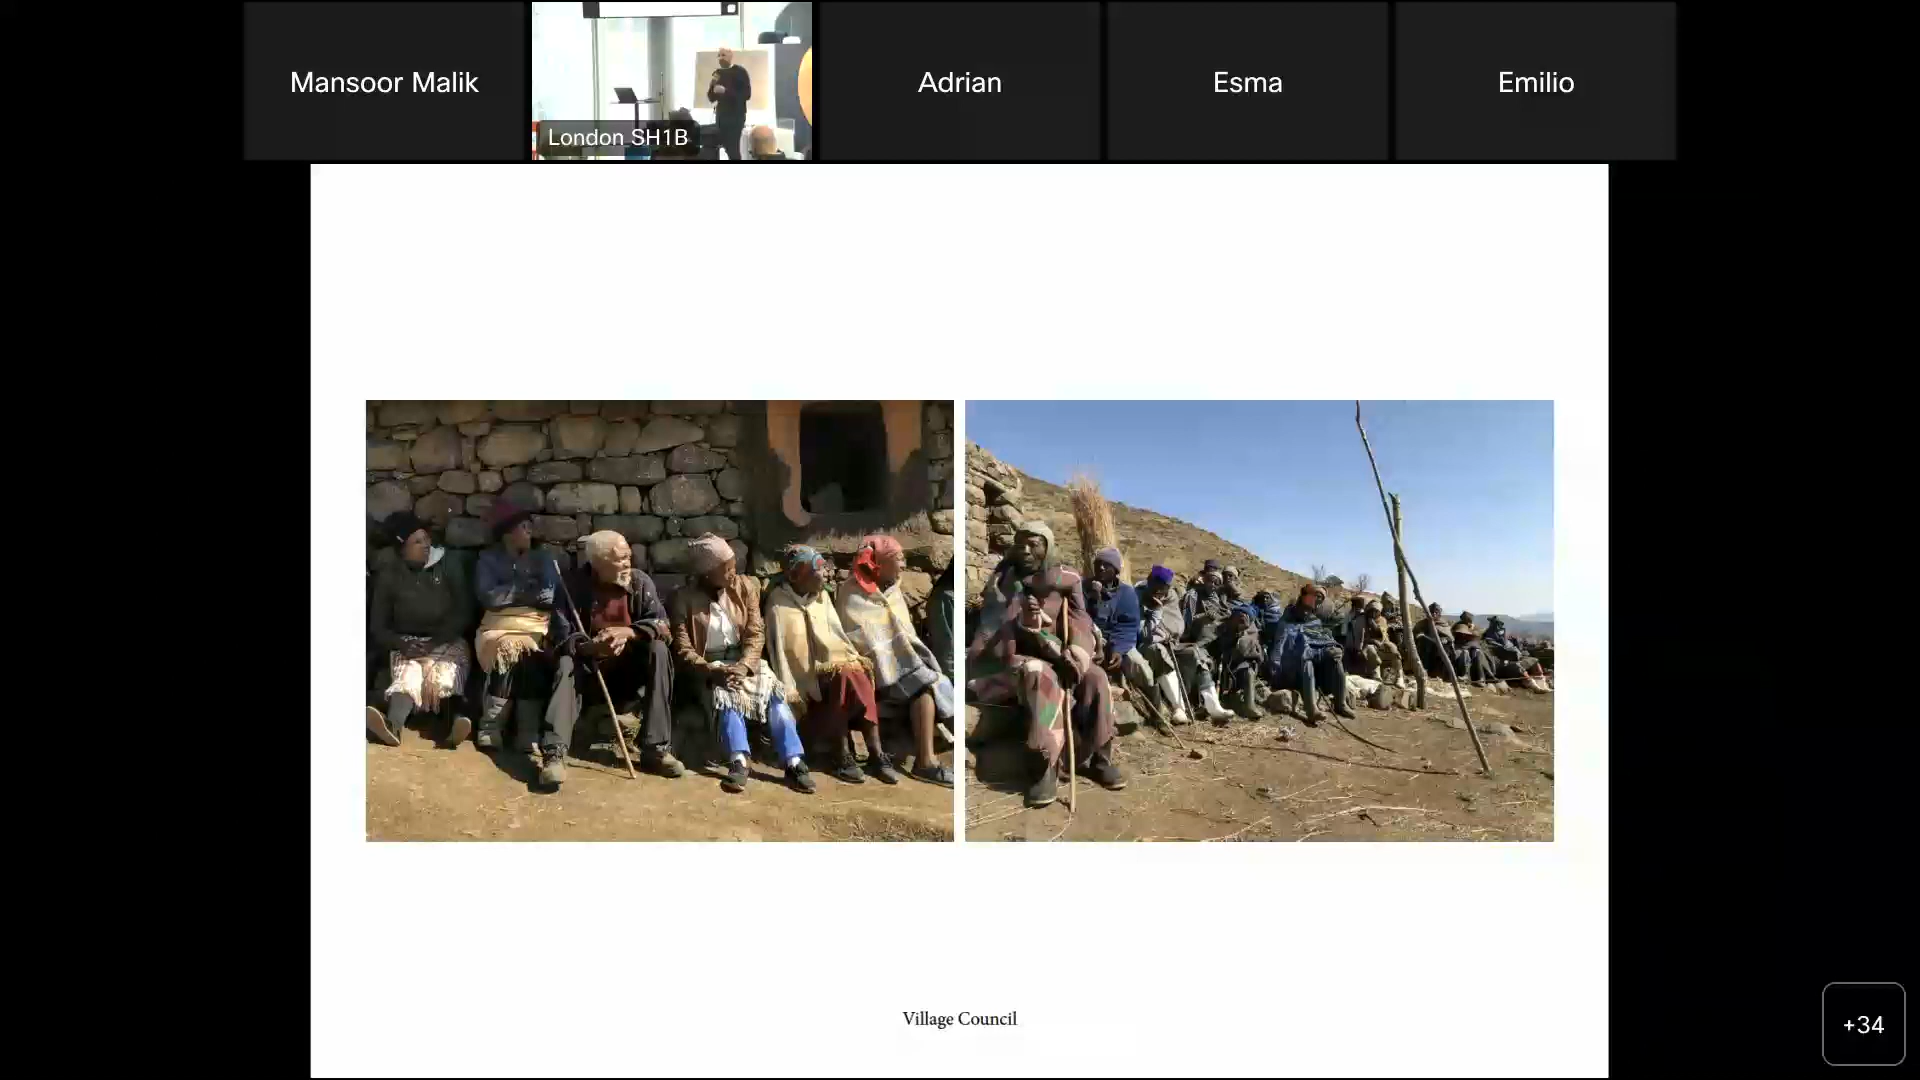 Mansoor Malik
London SH1B
Adrian
Esma
Emilio
Village Council
+34